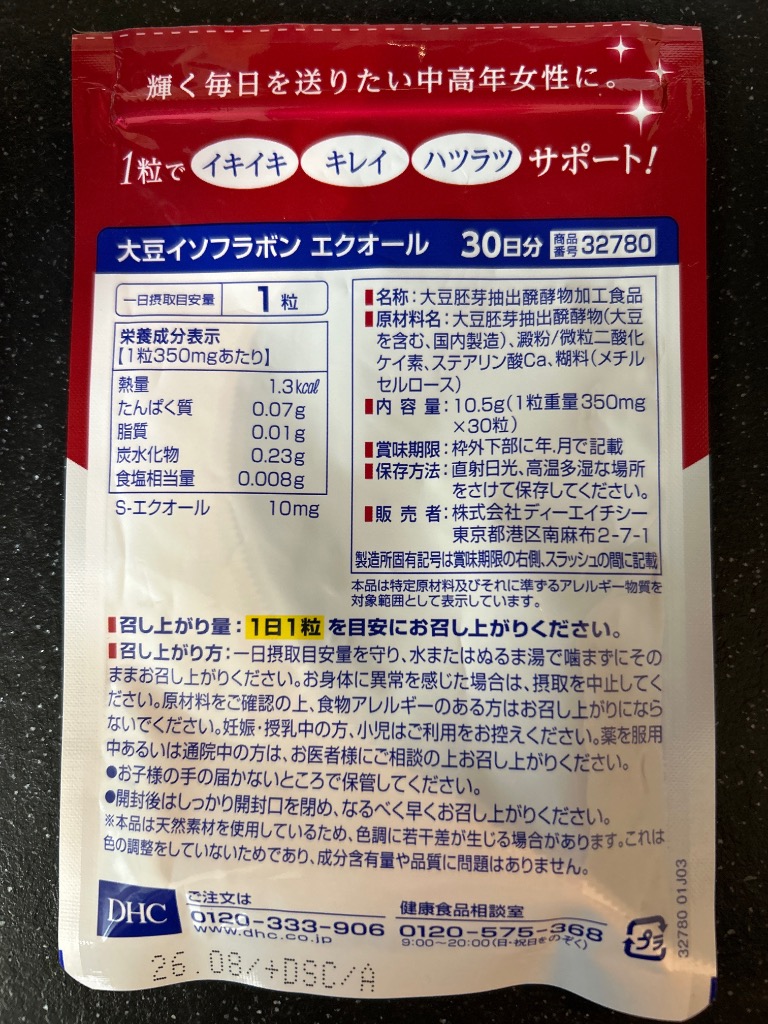 輝く毎日を送りたい中高年女性に。
1粒で イキイキ キレイ ハツラツ サポート!
大豆イソフラボン エクオール 30日分 商品番号 32780
一日摂取目安量 1粒
栄養成分表示
【1粒350mgあたり】
熱量 1.3kcal
たんぱく質 0.07g
脂質 0.01g
炭水化物 0.23g
食塩相当量 0.008g
S-エクオール 10mg
■名称:大豆胚芽抽出醗酵物加工食品
■原材料名:大豆胚芽抽出醗酵物(大豆
を含む、国内製造)、澱粉/微粒二酸化
ケイ素、ステアリン酸Ca、糊料(メチル
セルロース)
■内容量:10.5g(1粒重量350mg
×30粒)
■賞味期限:枠外下部に年.月で記載
■保存方法:直射日光、高温多湿な場所
をさけて保存してください。
■販売者:株式会社ディーエイチシー
東京都港区南麻布2-7-1
製造所固有記号は賞味期限の右側、スラッシュの間に記載
本品は特定原材料及びそれに準ずるアレルギー物質を
対象範囲として表示しています。
■召し上がり量:1日1粒を目安にお召し上がりください。
■召し上がり方:一日摂取目安量を守り、水またはぬるま湯で噛まずにその
ままお召し上がりください。お身体に異常を感じた場合は、摂取を中止してく
ださい。原材料をご確認の上、食物アレルギーのある方はお召し上がりになら
ないでください。妊娠・授乳中の方、小児はご利用をお控えください。薬を服用
中あるいは通院中の方は、お医者様にご相談の上お召し上がりください。
●お子様の手の届かないところで保管してください。
●開封後はしっかり開封口を閉め、なるべく早くお召し上がりください。
※本品は天然素材を使用しているため、色調に若干差が生じる場合があります。これは
色の調整をしていないためであり、成分含有量や品質に問題はありません。
DHC
ご注文は
0120-333-906
www.dhc.co.jp
健康食品相談室
0120-575-368
9:00~20:00(日・祝日をのぞく)
プラ
32780 01J03
26.08/+DSC/A